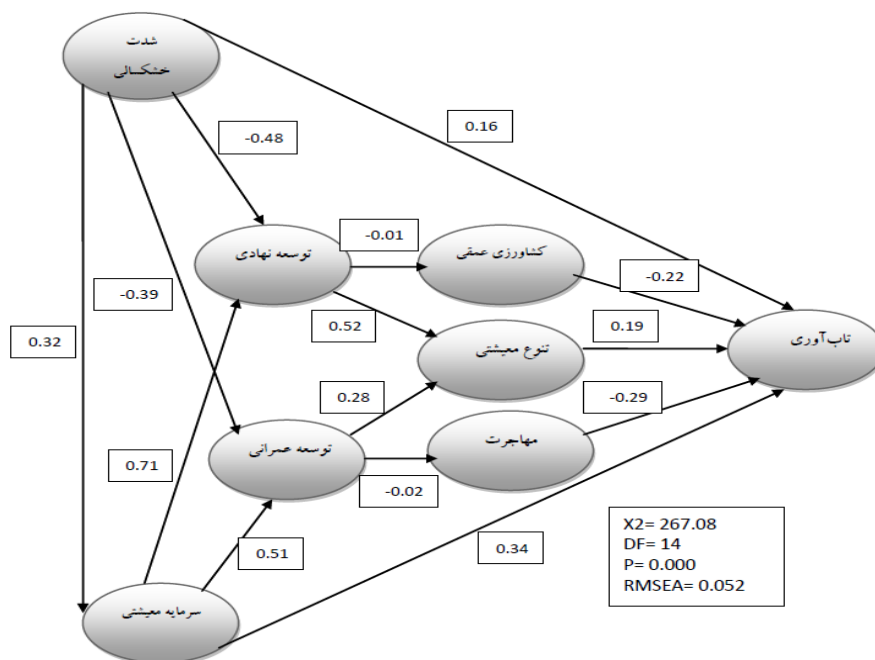 شدت
خشکسالی
0.16
-0.48
توسعه نهادی
-0.01
کشاورزی عمقی
-0.22
-0.39
0.32
0.52
تنوع معیشتی
0.19
تاب‌آوری
0.28
-0.29
0.71
توسعه عمرانی
-0.02
مهاجرت
0.51
0.34
سرمایه معیشتی
X2= 267.08
DF= 14
P= 0.000
RMSEA= 0.052